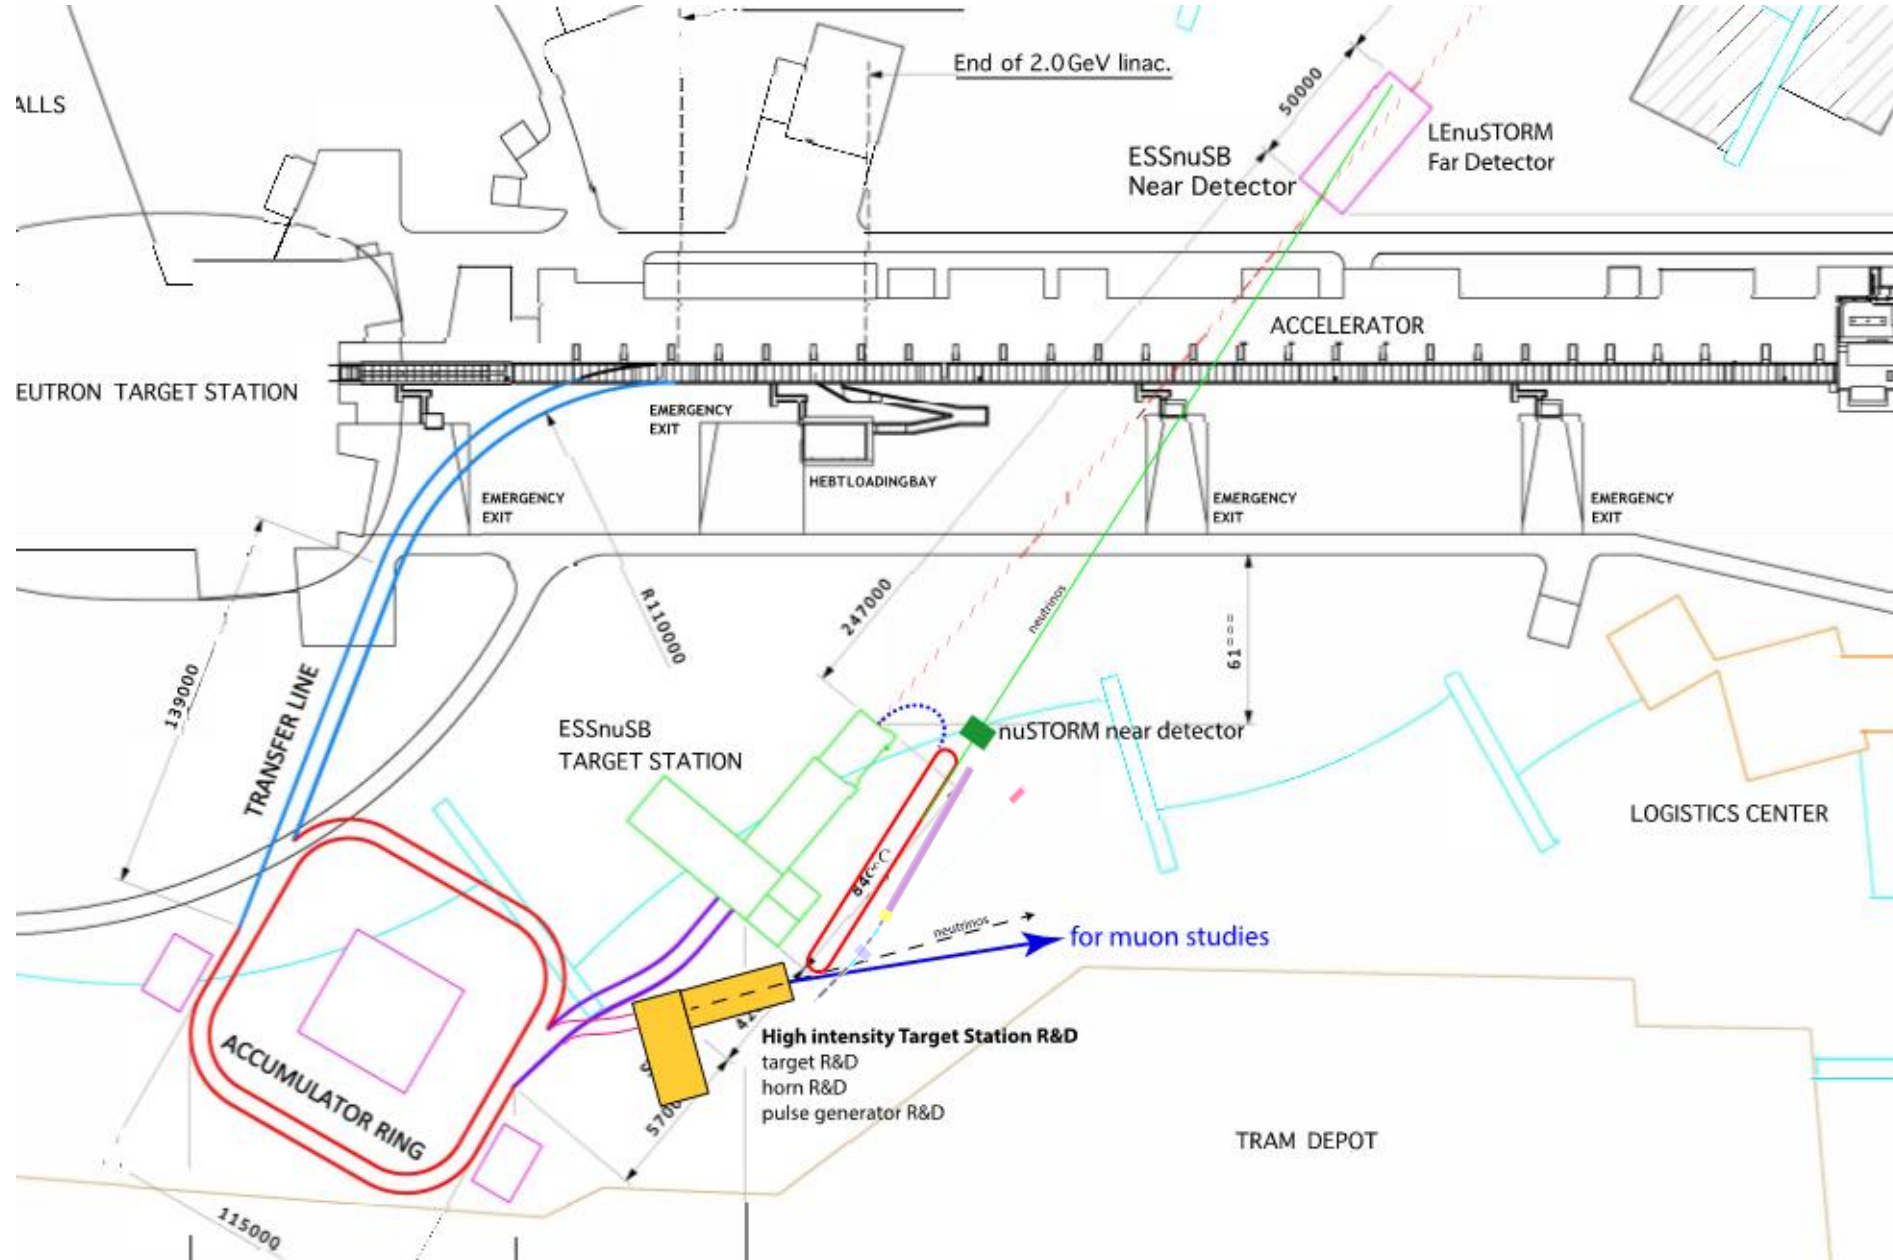 End of 2.0GeV linac.
ALLS
50000
LEnuSTORM
Far Detector
ESSnuSB
Near Detector
ACCELERATOR
EUTRON TARGET STATION
EMERGENCY
EXIT
HEBTLOADINGBAY
EMERGENCY
EXIT
EMERGENCY
EXIT
EMERGENCY
EXIT
R110000
247000
neutrinos
139000
TRANSFER LINE
ESSnuSB
TARGET STATION
nuSTORM near detector
LOGISTICS CENTER
neutrinos
for muon studies
ACCUMULATOR RING
High intensity Target Station R&D
target R&D
horn R&D
pulse generator R&D
TRAM DEPOT
115000